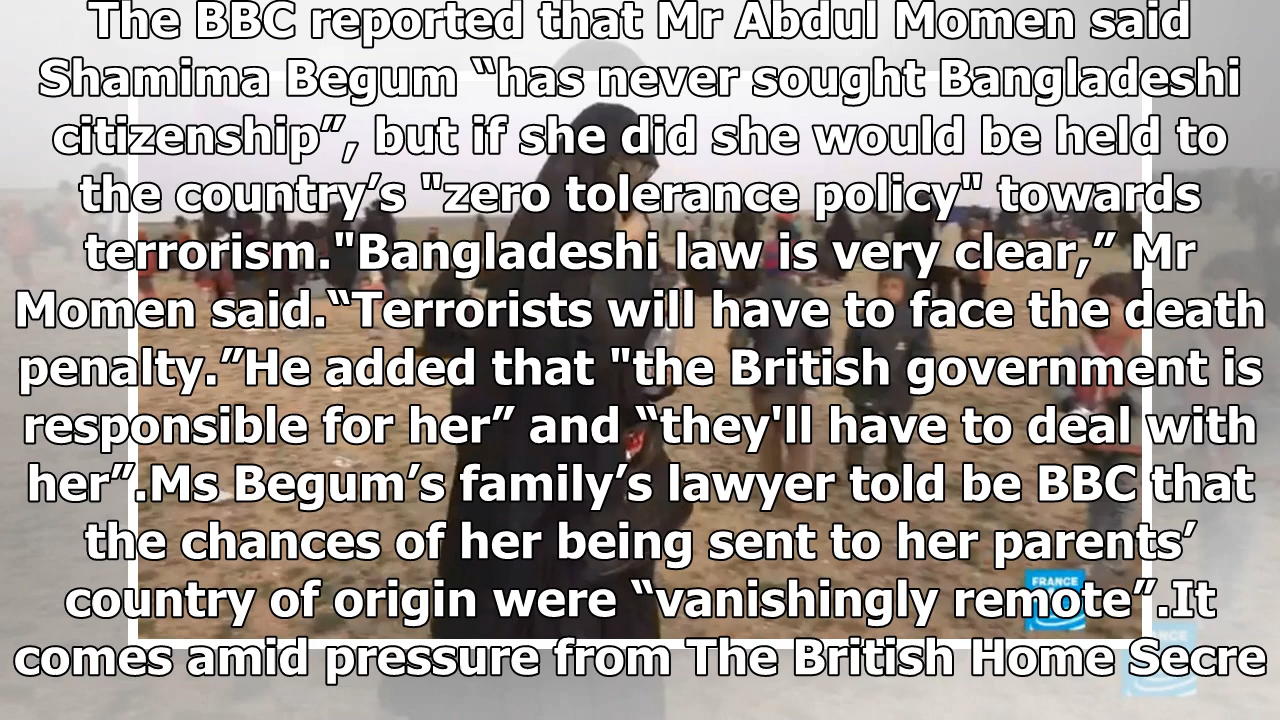 The BBC reported that Mr Abdul Momen said
Shamima Begum “has never sought Bangladeshi
citizenship”, but if she did she would be held to
the country’s "zero tolerance policy" towards
terrorism."Bangladeshi law is very clear,” Mr
Momen said.“Terrorists will have to face the death
penalty.”He added that "the British government is
responsible for her” and “they'll have to deal with
her”.Ms Begum’s family’s lawyer told be BBC that
the chances of her being sent to her parents’
country of origin were “vanishingly remote”.It
comes amid pressure from The British Home Secre
FRANCE
FRANCE